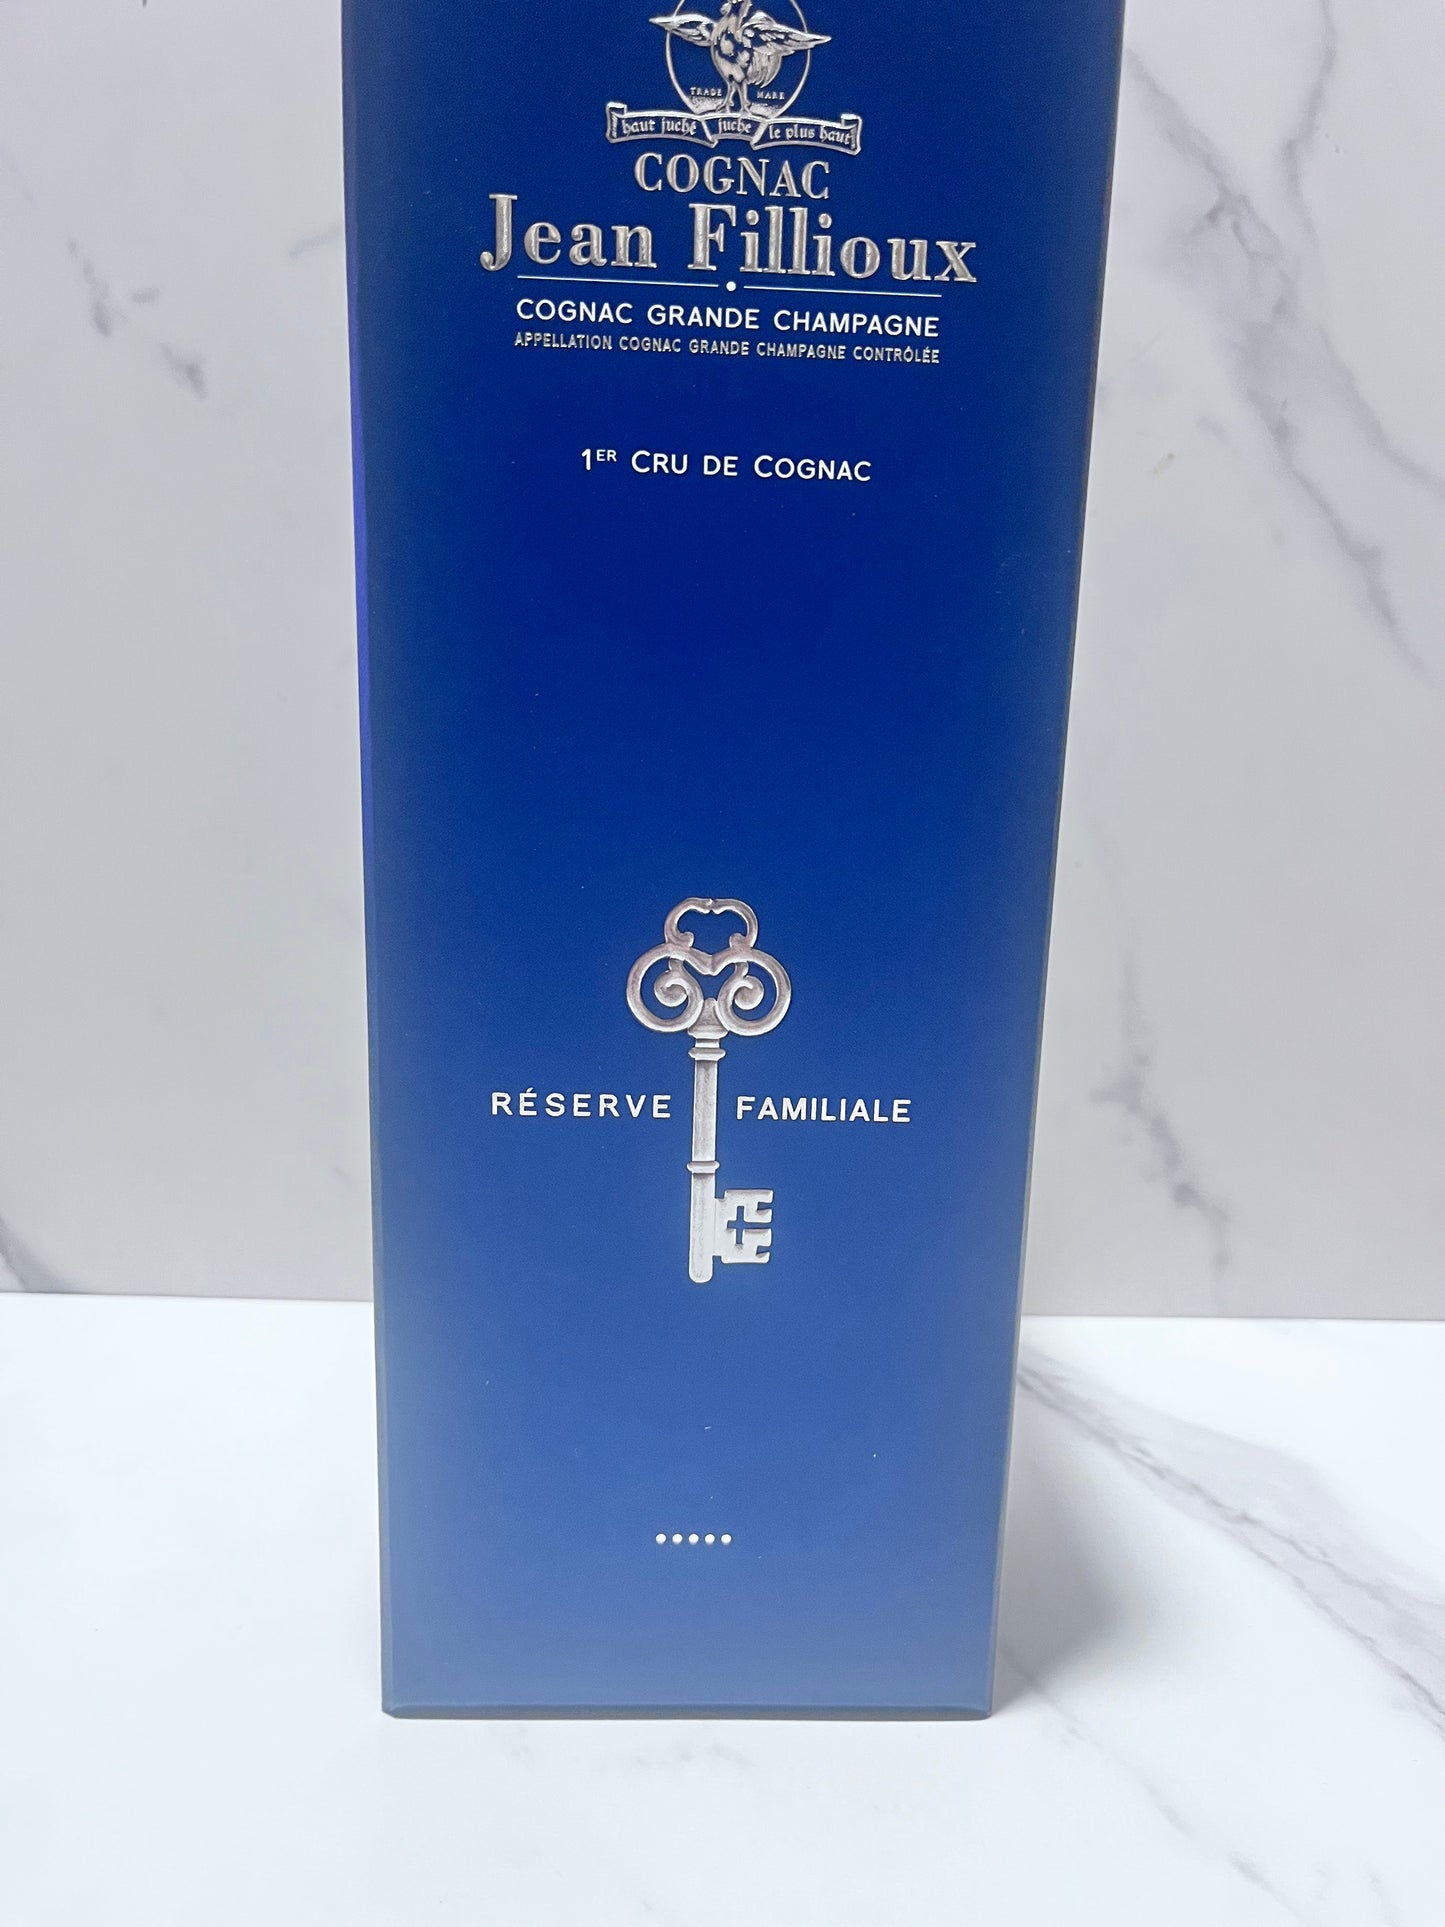 TRADE MARK
haut juché juche le plus haut
COGNAC
Jean Fillioux
COGNAC GRANDE CHAMPAGNE
APPELLATION COGNAC GRANDE CHAMPAGNE CONTRÔLÉE
1ER CRU DE COGNAC
RÉSERVE FAMILIALE